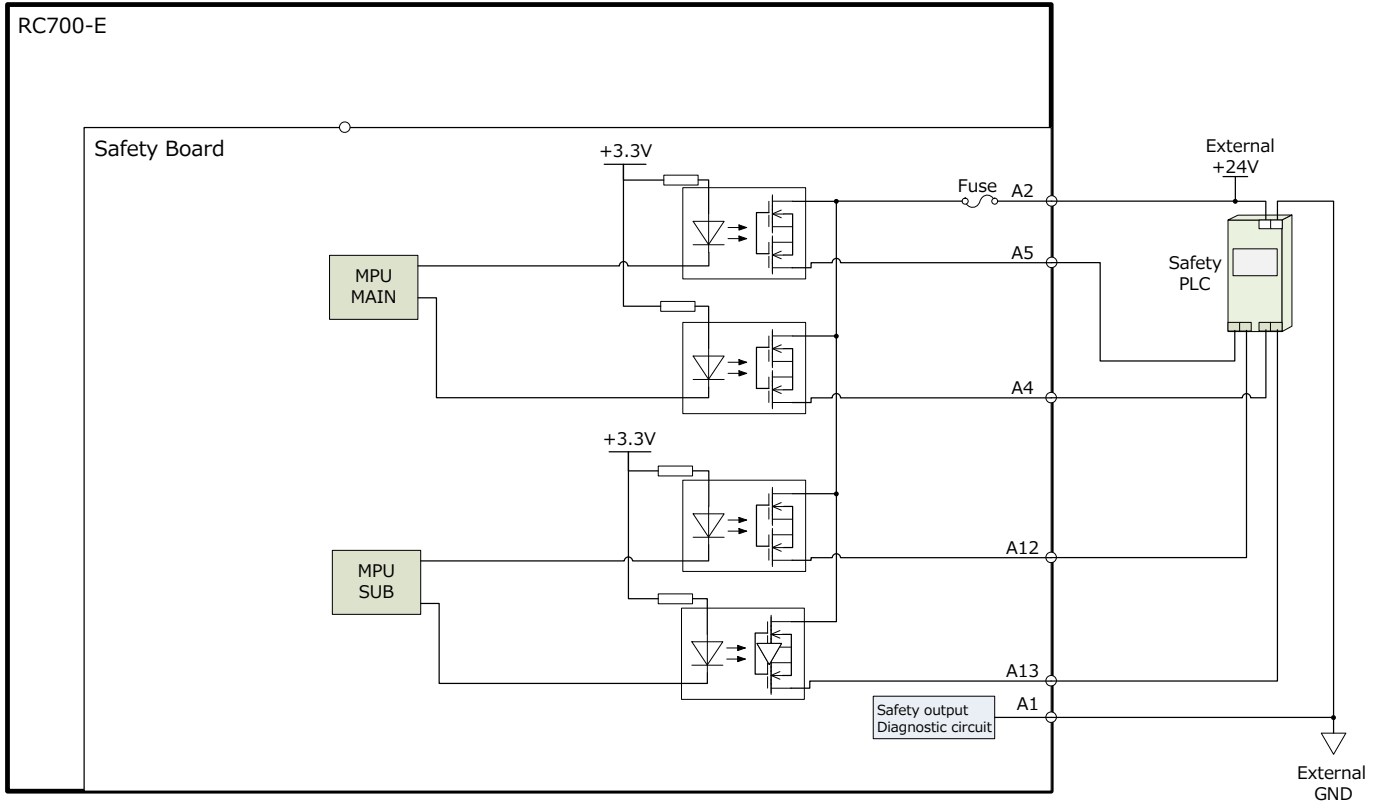 RC700-E
Safety Board
+3.3V
Fuse
A2
External
+24V
A5
Safety
PLC
MPU
MAIN
A4
+3.3V
A12
MPU
SUB
A13
A1
Safety output
Diagnostic circuit
External
GND